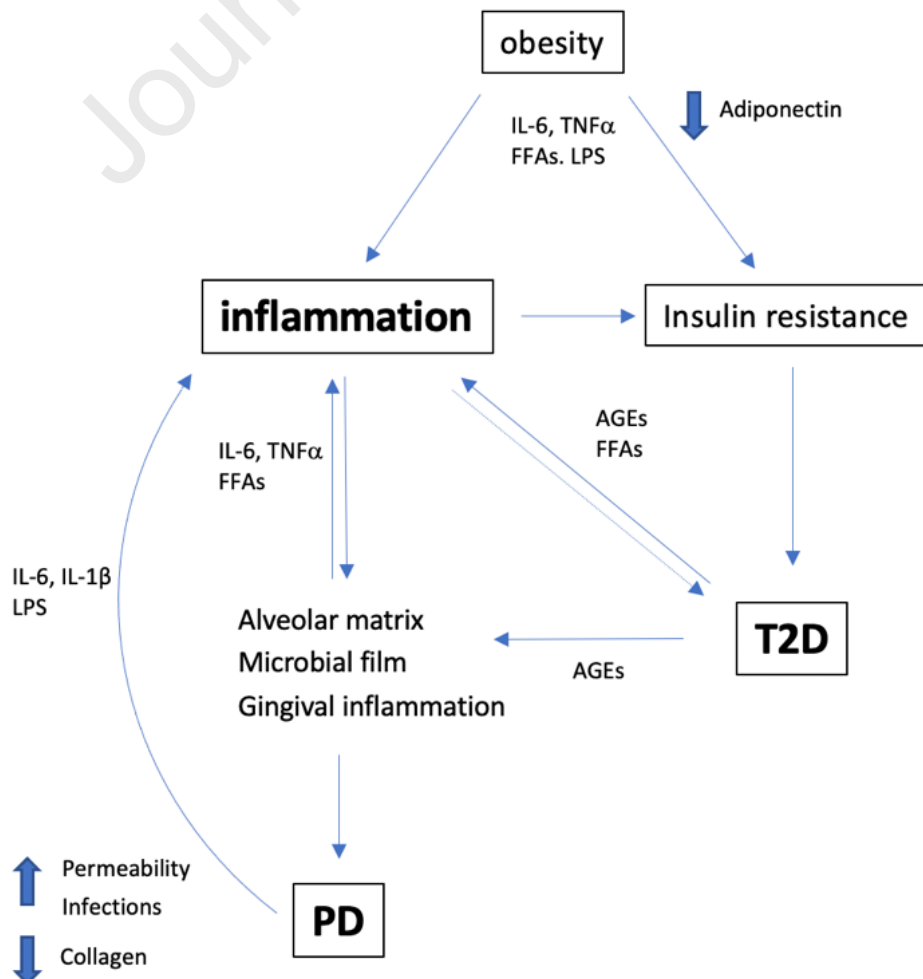 Journ
obesity
Adiponectin
IL-6, TNFα
FFAs. LPS
inflammation
Insulin resistance
AGEs
FFAs
IL-6, TNFα
FFAs
IL-6, IL-1β
LPS
Alveolar matrix
Microbial film
Gingival inflammation
T2D
AGEs
Permeability
Infections
Collagen
PD